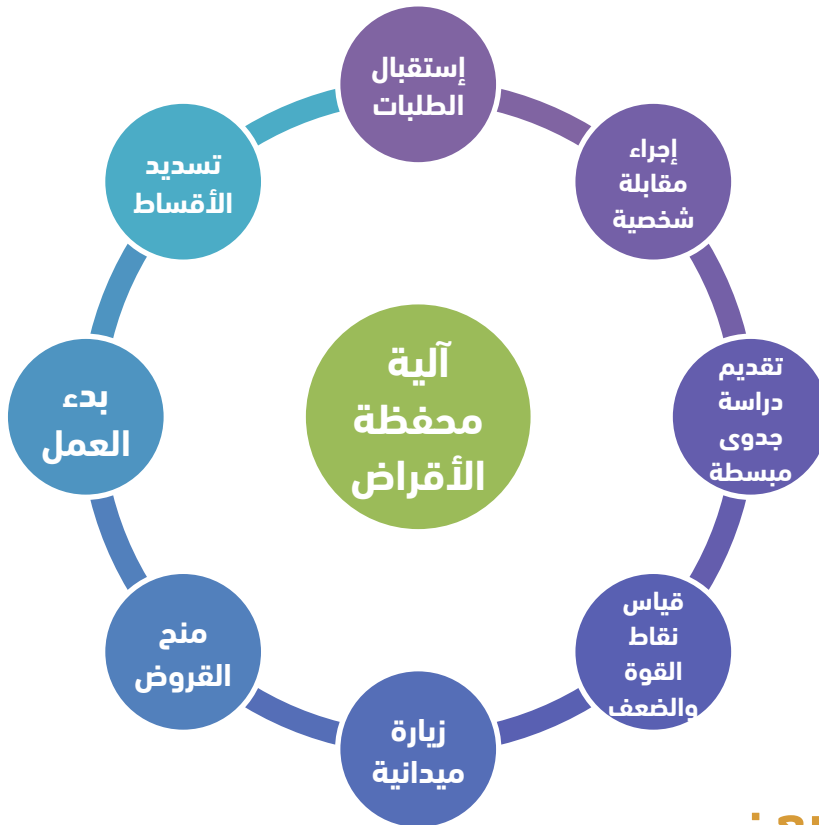 إستقبال
الطلبات
إجراء
مقابلة
شخصية
تقديم
دراسة
جدوى
مبسطة
قياس
نقاط
القوة
والضعف
زيارة
ميدانية
منح
القروض
بدء
العمل
تسديد
الأقساط
آلية
محفظة
الأقراض